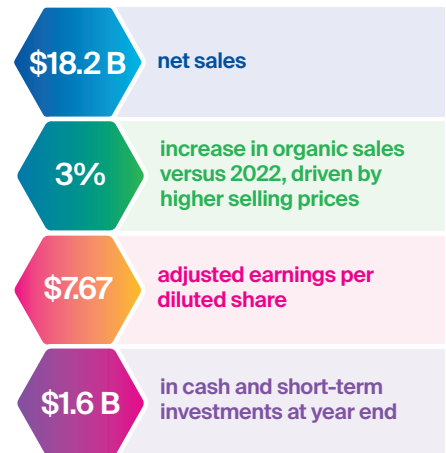 $18.2 B
net sales
3%
increase in organic sales
versus 2022, driven by
higher selling prices
$7.67
adjusted earnings per
diluted share
$1.6 B
in cash and short-term
investments at year end